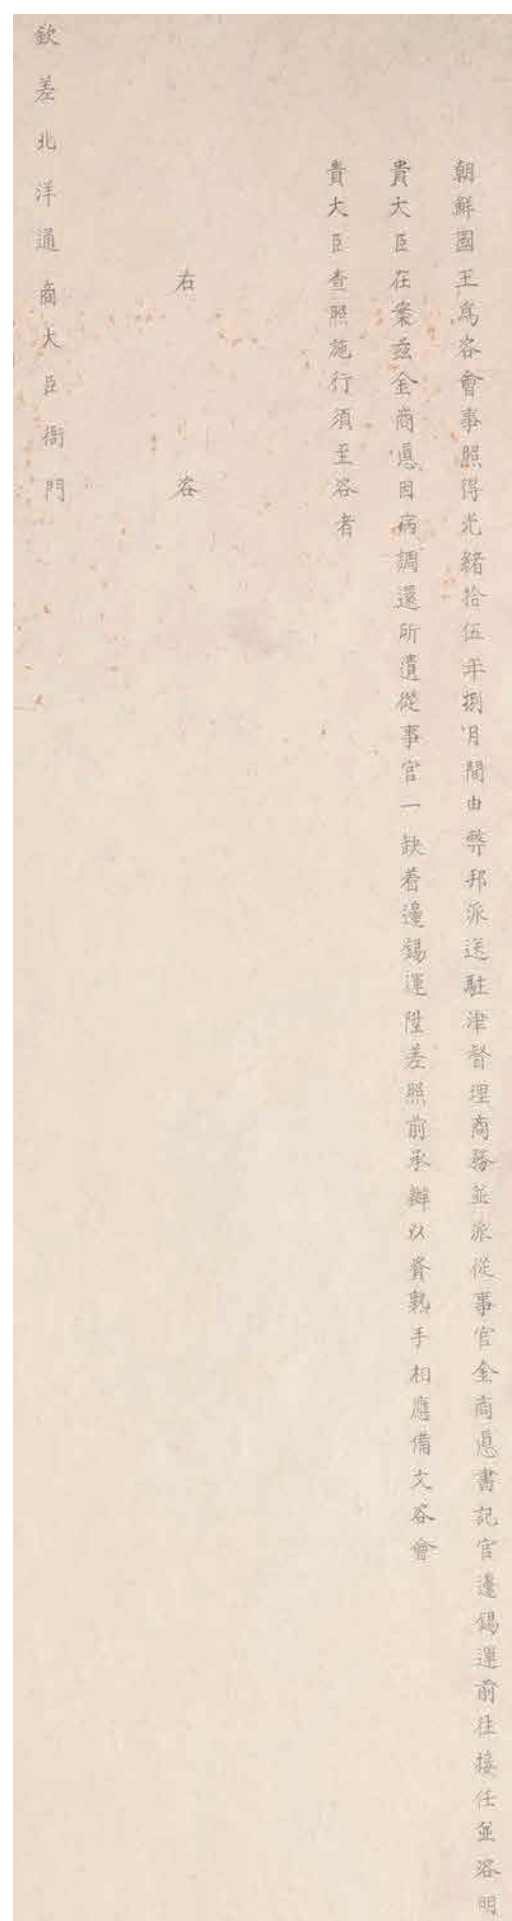 朝鮮國王爲咨會事照得光緖拾伍年捌月間由弊邦派送駐津督理商務並派從事官金商悳書記官邊錫運前往接任並咨明
貴大臣在案茲金商悳因病調還所遺從事官一缺着邊錫運陞差照前承辦以資熟手相應備文咨會
貴大臣查照施行須至咨者
右咨
欽差北洋通商大臣衙門